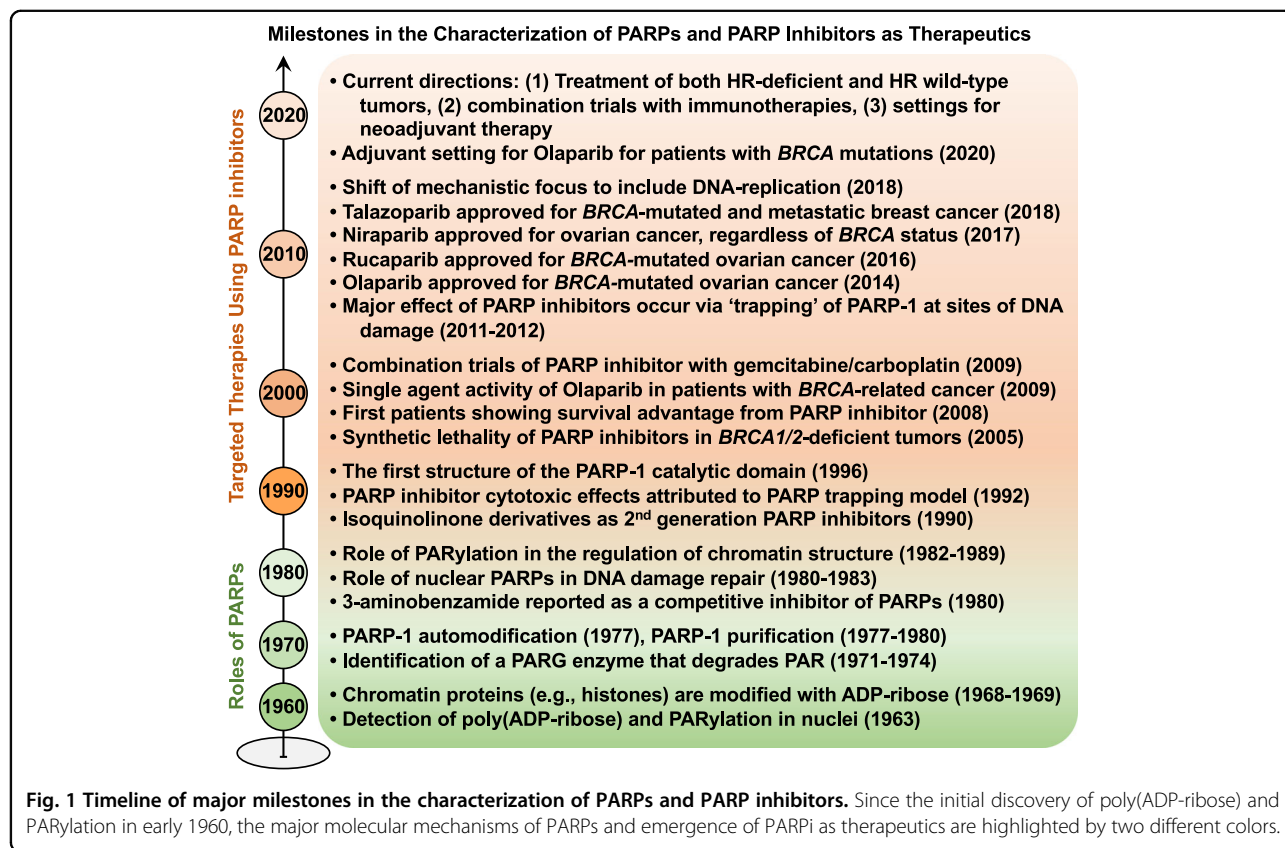 Milestones in the Characterization of PARPs and PARP Inhibitors as Therapeutics
Targeted Therapies Using PARP inhibitors
Roles of PARPs
2020
• Current directions: (1) Treatment of both HR-deficient and HR wild-type
tumors, (2) combination trials with immunotherapies, (3) settings for
neoadjuvant therapy
• Adjuvant setting for Olaparib for patients with BRCA mutations (2020)
2010
• Shift of mechanistic focus to include DNA-replication (2018)
• Talazoparib approved for BRCA-mutated and metastatic breast cancer (2018)
• Niraparib approved for ovarian cancer, regardless of BRCA status (2017)
• Rucaparib approved for BRCA-mutated ovarian cancer (2016)
• Olaparib approved for BRCA-mutated ovarian cancer (2014)
• Major effect of PARP inhibitors occur via ‘trapping’ of PARP-1 at sites of DNA
damage (2011-2012)
2000
• Combination trials of PARP inhibitor with gemcitabine/carboplatin (2009)
• Single agent activity of Olaparib in patients with BRCA-related cancer (2009)
• First patients showing survival advantage from PARP inhibitor (2008)
• Synthetic lethality of PARP inhibitors in BRCA1/2-deficient tumors (2005)
1990
• The first structure of the PARP-1 catalytic domain (1996)
• PARP inhibitor cytotoxic effects attributed to PARP trapping model (1992)
• Isoquinolinone derivatives as 2nd generation PARP inhibitors (1990)
1980
• Role of PARylation in the regulation of chromatin structure (1982-1989)
• Role of nuclear PARPs in DNA damage repair (1980-1983)
• 3-aminobenzamide reported as a competitive inhibitor of PARPs (1980)
1970
• PARP-1 automodification (1977), PARP-1 purification (1977-1980)
• Identification of a PARG enzyme that degrades PAR (1971-1974)
1960
• Chromatin proteins (e.g., histones) are modified with ADP-ribose (1968-1969)
• Detection of poly(ADP-ribose) and PARylation in nuclei (1963)
Fig. 1 Timeline of major milestones in the characterization of PARPs and PARP inhibitors. Since the initial discovery of poly(ADP-ribose) and
PARylation in early 1960, the major molecular mechanisms of PARPs and emergence of PARPi as therapeutics are highlighted by two different colors.